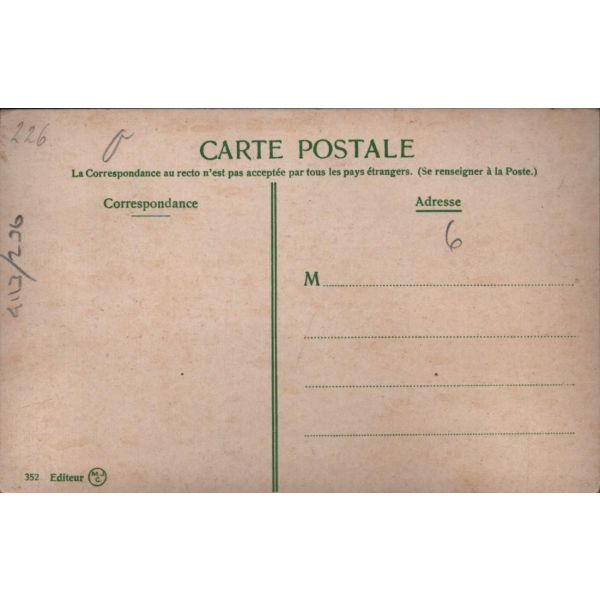 226
CARTE POSTALE
La Correspondance au recto n'est pas acceptée par tous les pays étrangers. (Se renseigner à la Poste.)
Correspondance
Adresse
6
M
352 Editeur M.J.C.